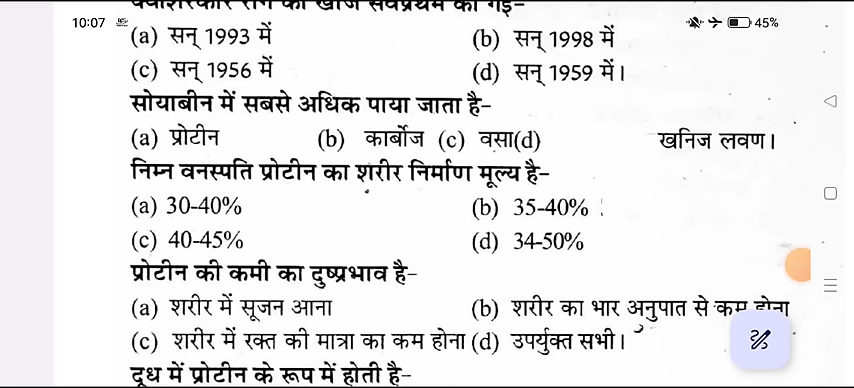 10:07
45%
(a) सन् 1993 में (b) सन् 1998 में
(c) सन् 1956 में (d) सन् 1959 में।
सोयाबीन में सबसे अधिक पाया जाता है–
(a) प्रोटीन (b) कार्बोज (c) वसा(d) खनिज लवण।
निम्न वनस्पति प्रोटीन का शरीर निर्माण मूल्य है–
(a) 30-40% (b) 35-40%
(c) 40-45% (d) 34-50%
प्रोटीन की कमी का दुष्प्रभाव है–
(a) शरीर में सूजन आना (b) शरीर का भार अनुपात से कम होना
(c) शरीर में रक्त की मात्रा का कम होना (d) उपर्युक्त सभी।
दूध में प्रोटीन के रूप में होती है–